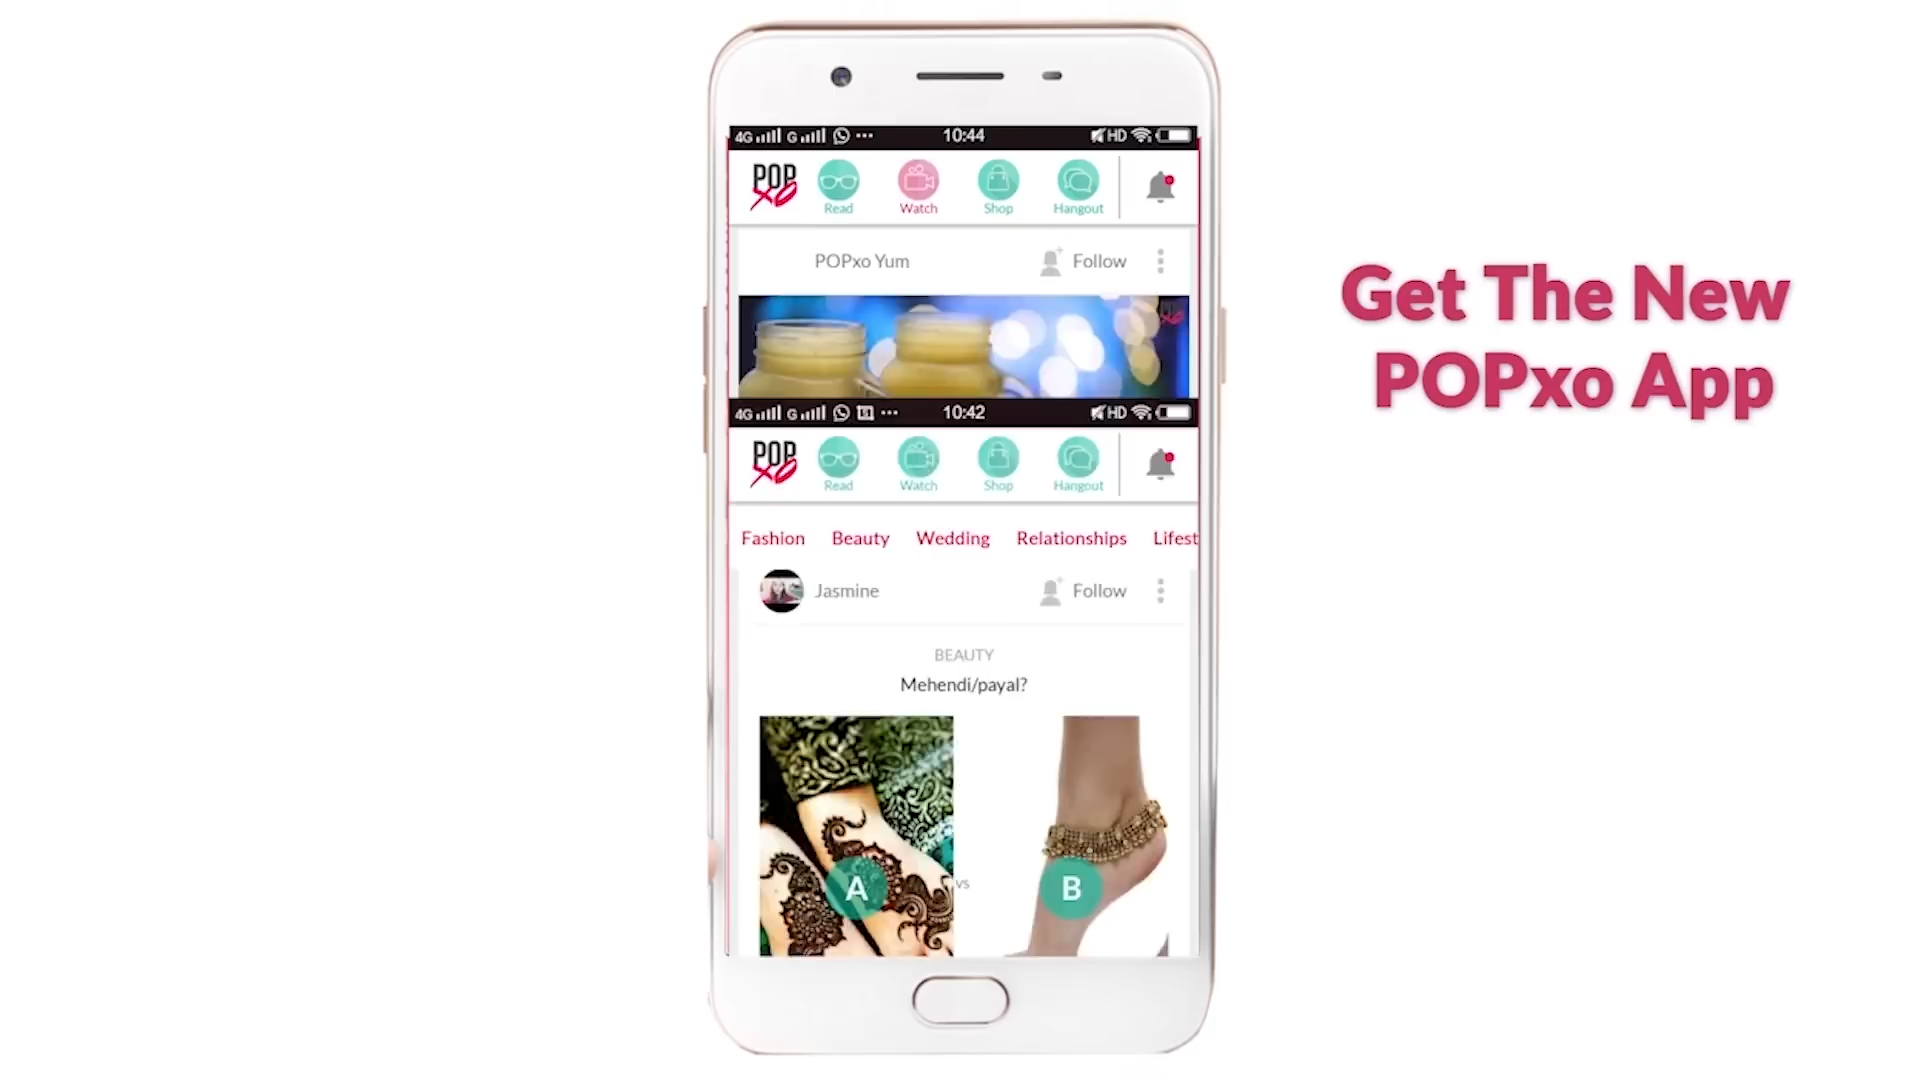 4G G 10:44 HD
POP
xo
Read Watch Shop Hangout
POPxo Yum Follow
4G G 10:42 HD
POP
xo
Read Watch Shop Hangout
Fashion Beauty Wedding Relationships Lifest
Jasmine Follow
BEAUTY
Mehendi/payal?
A vs B
Get The New
POPxo App